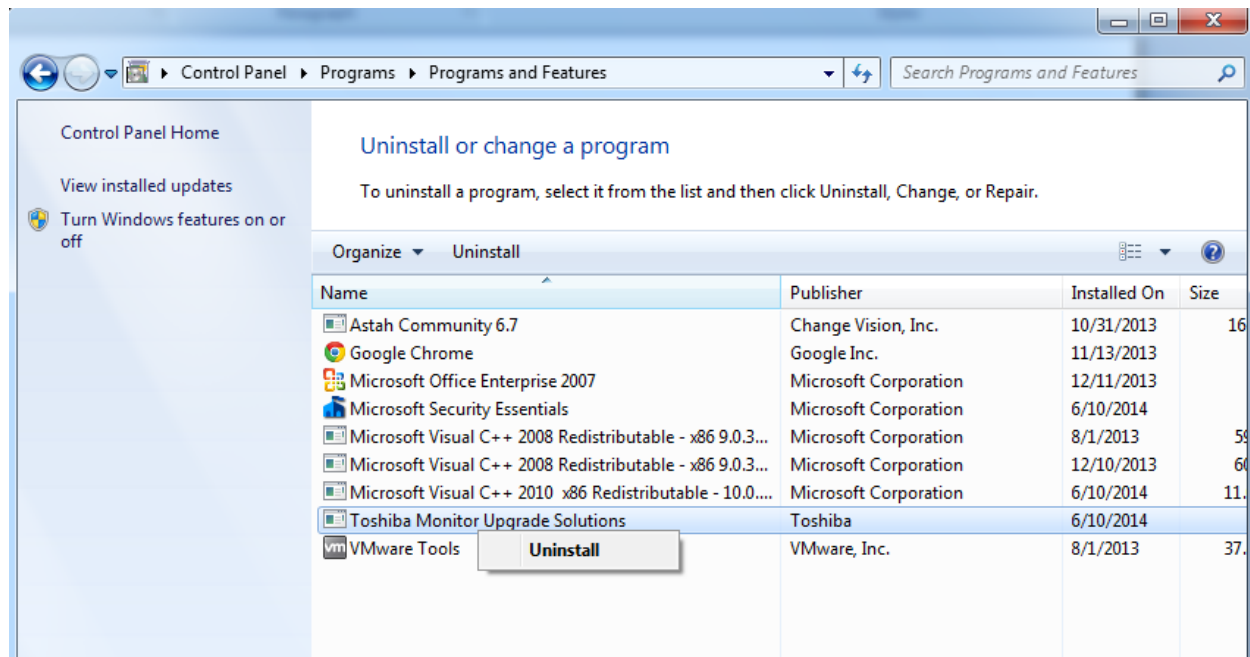 Control Panel ▸ Programs ▸ Programs and Features
Search Programs and Features
Control Panel Home
View installed updates
Turn Windows features on or
off
Uninstall or change a program
To uninstall a program, select it from the list and then click Uninstall, Change, or Repair.
Organize Uninstall
Name Publisher Installed On Size
Astah Community 6.7 Change Vision, Inc. 10/31/2013 16
Google Chrome Google Inc. 11/13/2013
Microsoft Office Enterprise 2007 Microsoft Corporation 12/11/2013
Microsoft Security Essentials Microsoft Corporation 6/10/2014
Microsoft Visual C++ 2008 Redistributable - x86 9.0.3... Microsoft Corporation 8/1/2013 59
Microsoft Visual C++ 2008 Redistributable - x86 9.0.3... Microsoft Corporation 12/10/2013 60
Microsoft Visual C++ 2010 x86 Redistributable - 10.0.... Microsoft Corporation 6/10/2014 11.
Toshiba Monitor Upgrade Solutions Toshiba 6/10/2014
vm VMware Tools Uninstall VMware, Inc. 8/1/2013 37.